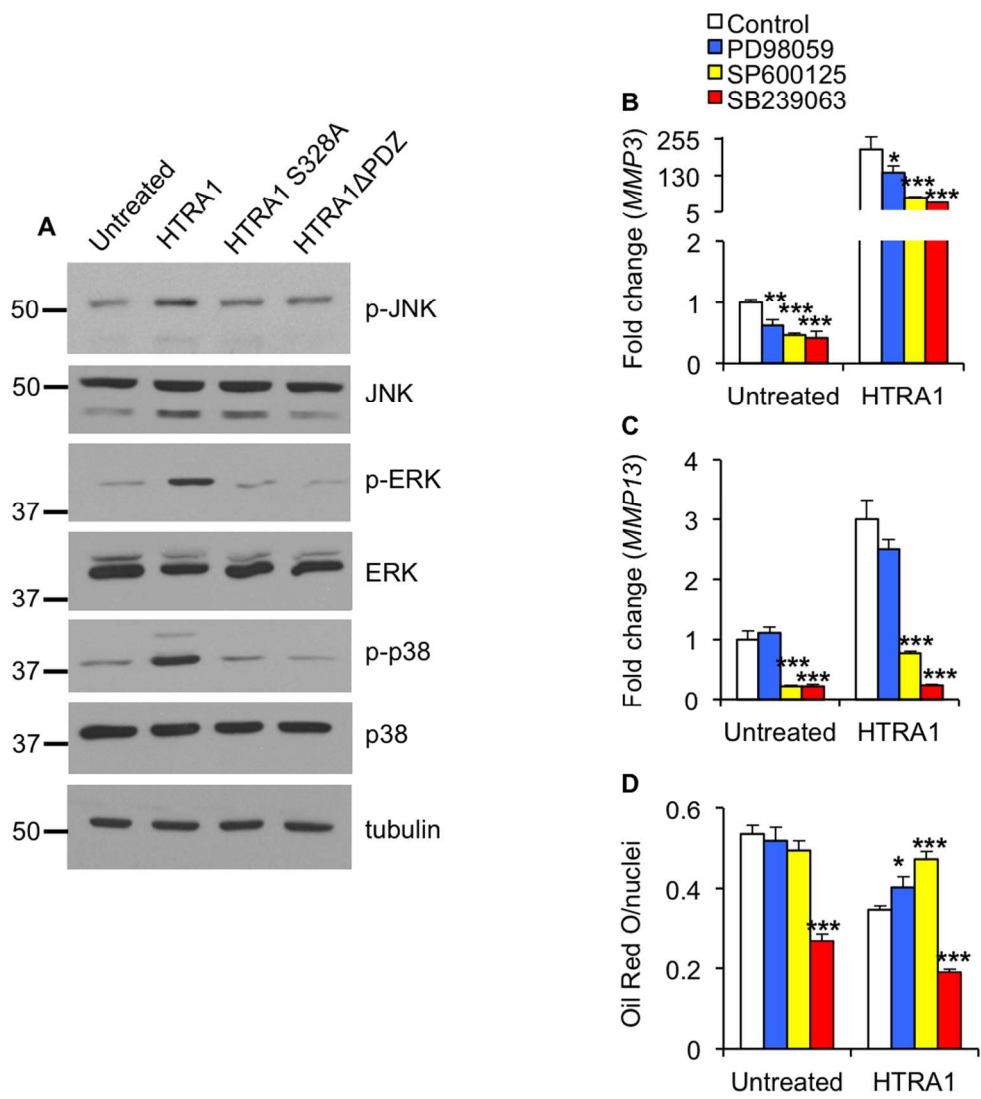 A
Untreated
HTRA1
HTRA1 S328A
HTRA1ΔPDZ
50
p-JNK
50
JNK
37
p-ERK
37
ERK
37
p-p38
37
p38
50
tubulin
Control
PD98059
SP600125
SB239063
B
Fold change (MMP3)
255
130
5
2
1
0
*
***
***
**
***
***
Untreated HTRA1
C
Fold change (MMP13)
4
3
2
1
0
***
***
***
***
Untreated HTRA1
D
Oil Red O/nuclei
0.6
0.4
0.2
0
***
*
***
***
Untreated HTRA1